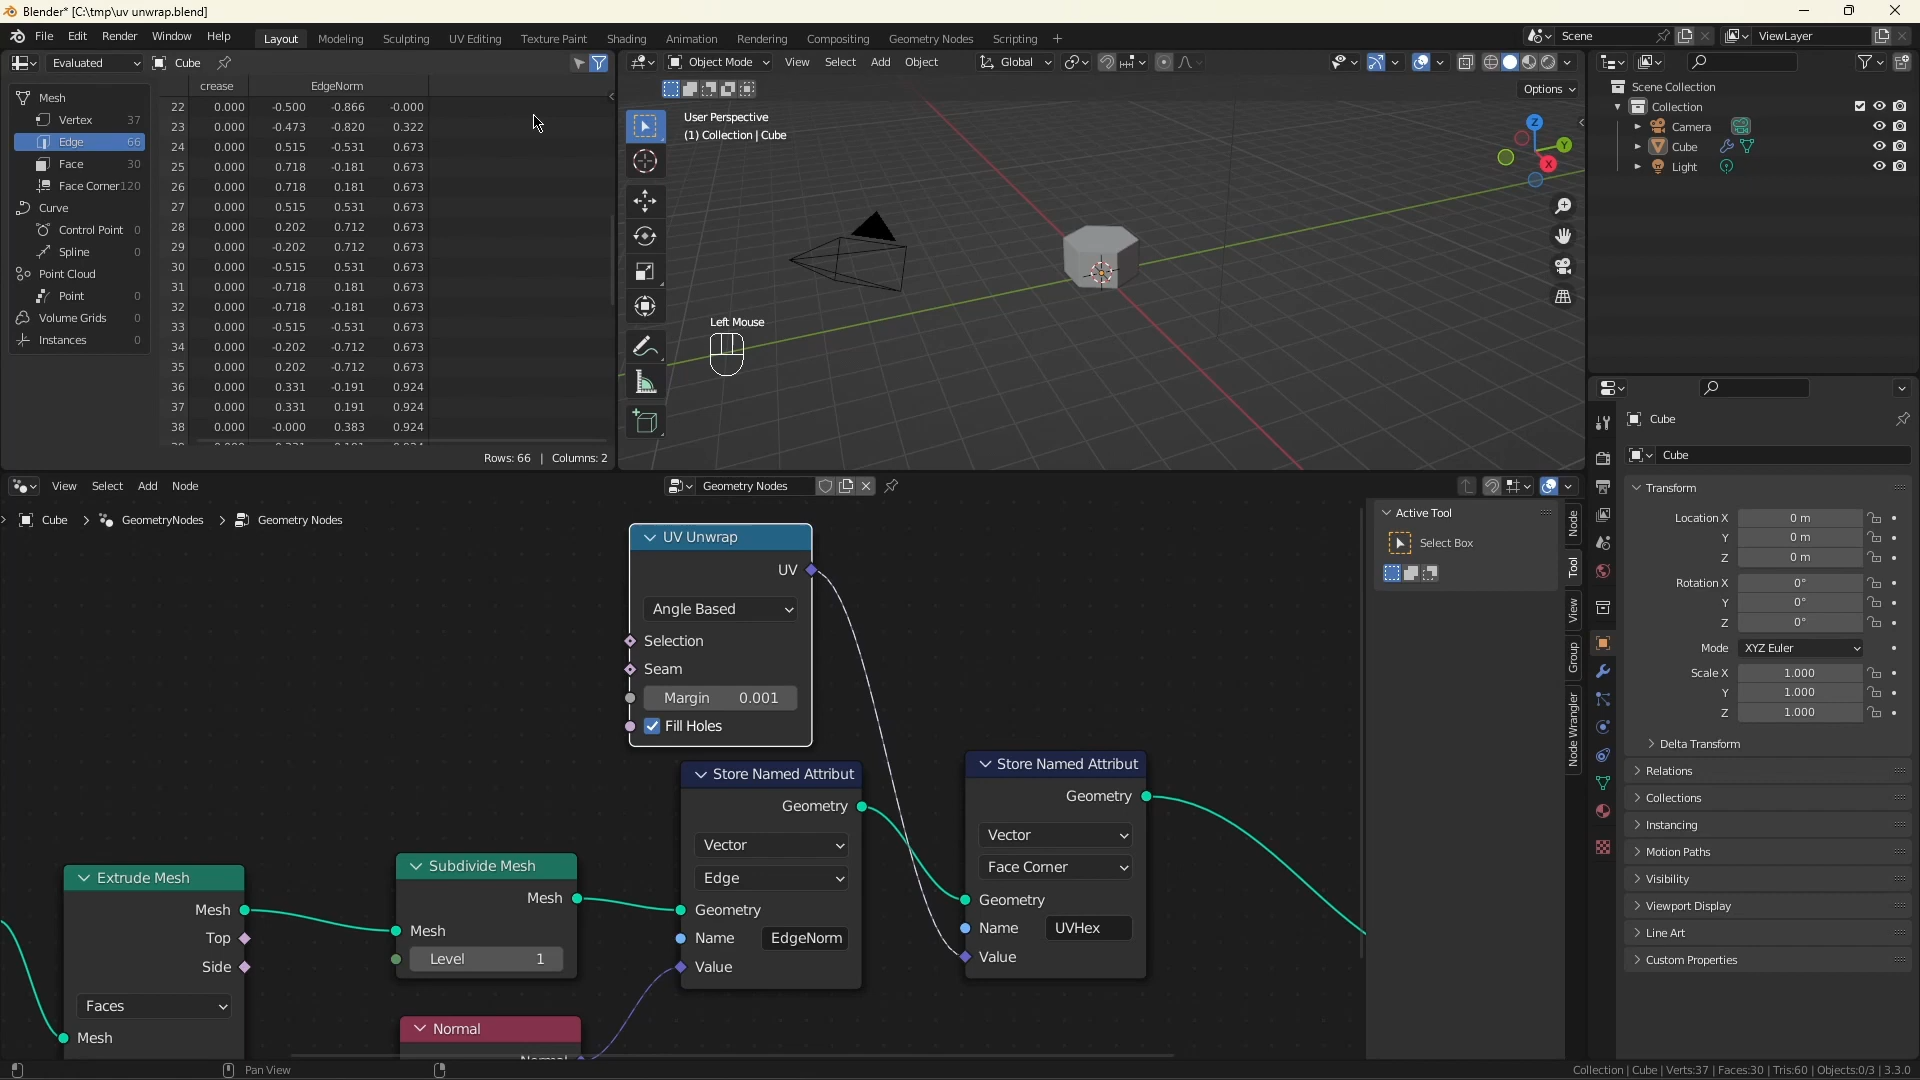 Blender* [C:\tmp\uv unwrap.blend]
File Edit Render Window Help
Layout Modeling Sculpting UV Editing Texture Paint Shading Animation Rendering Compositing Geometry Nodes Scripting +
Scene ViewLayer
Evaluated Cube
Object Mode View Select Add Object Global
Options
Mesh
Vertex 37
Edge 66
Face 30
Face Corner 120
Curve
Control Point 0
Spline 0
Point Cloud
Point 0
Volume Grids 0
Instances 0
crease EdgeNorm
22 0.000 -0.500 -0.866 -0.000
23 0.000 -0.473 -0.820 0.322
24 0.000 0.515 -0.531 0.673
25 0.000 0.718 -0.181 0.673
26 0.000 0.718 0.181 0.673
27 0.000 0.515 0.531 0.673
28 0.000 0.202 0.712 0.673
29 0.000 -0.202 0.712 0.673
30 0.000 -0.515 0.531 0.673
31 0.000 -0.718 0.181 0.673
32 0.000 -0.718 -0.181 0.673
33 0.000 -0.515 -0.531 0.673
34 0.000 -0.202 -0.712 0.673
35 0.000 0.202 -0.712 0.673
36 0.000 0.331 -0.191 0.924
37 0.000 0.331 0.191 0.924
38 0.000 -0.000 0.383 0.924
Rows: 66 | Columns: 2
User Perspective
(1) Collection | Cube
Left Mouse
Z
Y
X
Scene Collection
Collection
Camera
Cube
Light
View Select Add Node
Geometry Nodes
Cube > GeometryNodes > Geometry Nodes
UV Unwrap
UV
Angle Based
Selection
Seam
Margin 0.001
Fill Holes
Store Named Attribut
Geometry
Vector
Edge
Geometry
Name EdgeNorm
Value
Store Named Attribut
Geometry
Vector
Face Corner
Geometry
Name UVHex
Value
Extrude Mesh
Mesh
Top
Side
Faces
Mesh
Subdivide Mesh
Mesh
Mesh
Level 1
Normal
Normal
Active Tool
Select Box
Node
Tool
View
Group
Node Wrangler
Cube
Cube
Transform
Location X 0 m
Y 0 m
Z 0 m
Rotation X 0°
Y 0°
Z 0°
Mode XYZ Euler
Scale X 1.000
Y 1.000
Z 1.000
Delta Transform
Relations
Collections
Instancing
Motion Paths
Visibility
Viewport Display
Line Art
Custom Properties
Pan View
Collection | Cube | Verts:37 | Faces:30 | Tris:60 | Objects:0/3 | 3.3.0